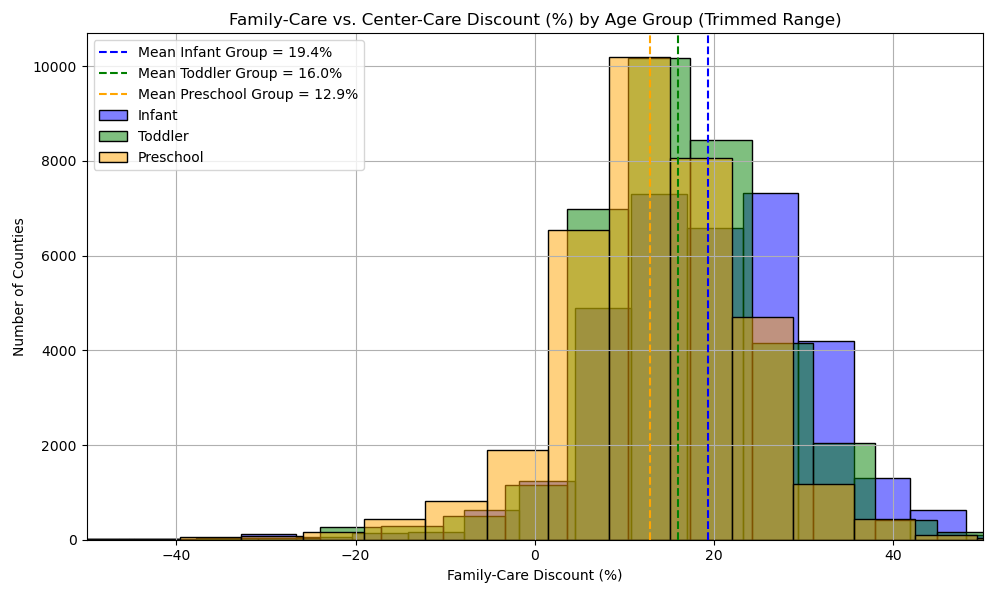 Family-Care vs. Center-Care Discount (%) by Age Group (Trimmed Range)
Mean Infant Group = 19.4%
Mean Toddler Group = 16.0%
Mean Preschool Group = 12.9%
Infant
Toddler
Preschool
Number of Counties
10000
8000
6000
4000
2000
0
−40
−20
0
20
40
Family-Care Discount (%)